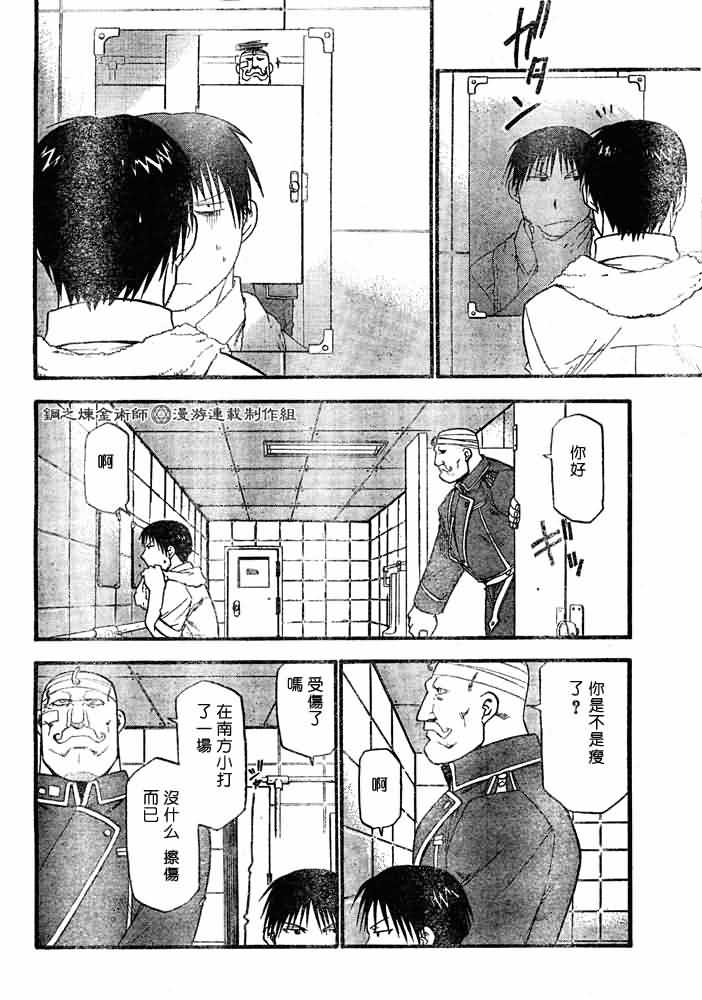 ガタン
鋼之煉金術師 漫游連載制作組
你好
啊
キィ
你是不是瘦
了？
啊
受傷了
嗎
在南方小打
了一場
沒什么 擦傷
而已